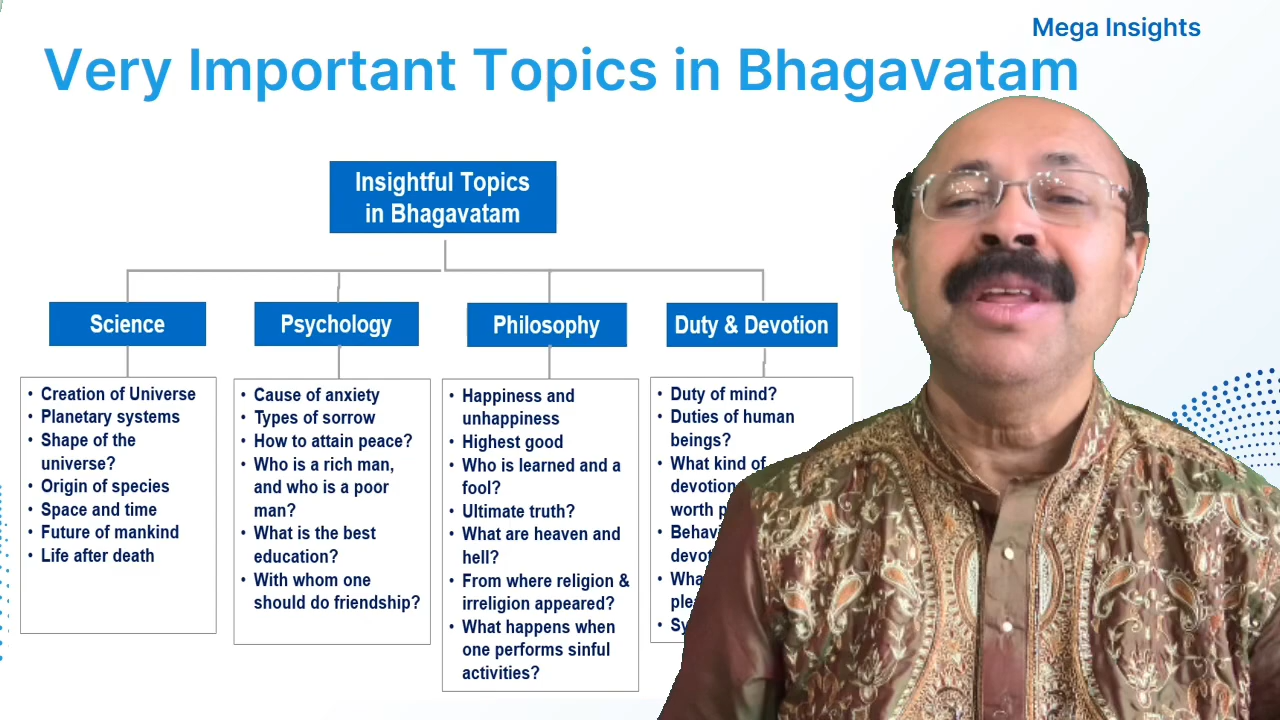 Mega Insights
Very Important Topics in Bhagavatam
Insightful Topics
in Bhagavatam
Science
• Creation of Universe
• Planetary systems
• Shape of the
universe?
• Origin of species
• Space and time
• Future of mankind
• Life after death
Psychology
• Cause of anxiety
• Types of sorrow
• How to attain peace?
• Who is a rich man,
and who is a poor
man?
• What is the best
education?
• With whom one
should do friendship?
Philosophy
• Happiness and
unhappiness
• Highest good
• Who is learned and a
fool?
• Ultimate truth?
• What are heaven and
hell?
• From where religion &
irreligion appeared?
• What happens when
one performs sinful
activities?
Duty & Devotion
• Duty of mind?
• Duties of human
beings?
• What kind of
devotion
worth